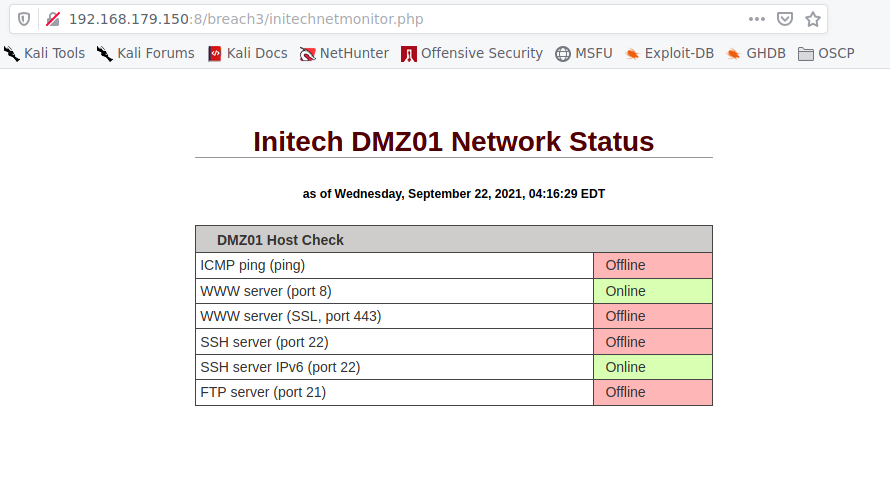 192.168.179.150:8/breach3/initechnetmonitor.php
Kali Tools Kali Forums Kali Docs NetHunter Offensive Security MSFU Exploit-DB GHDB OSCP
Initech DMZ01 Network Status
as of Wednesday, September 22, 2021, 04:16:29 EDT
DMZ01 Host Check
ICMP ping (ping) Offline
WWW server (port 8) Online
WWW server (SSL, port 443) Offline
SSH server (port 22) Offline
SSH server IPv6 (port 22) Online
FTP server (port 21) Offline